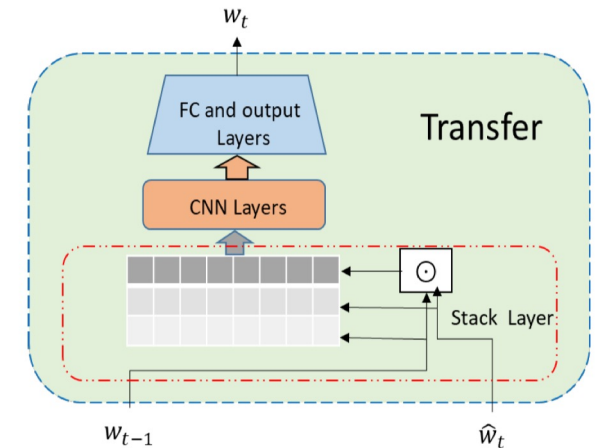 w_t
FC and output
Layers
Transfer
CNN Layers
⊙
Stack Layer
w_{t−1}
ŵ_t